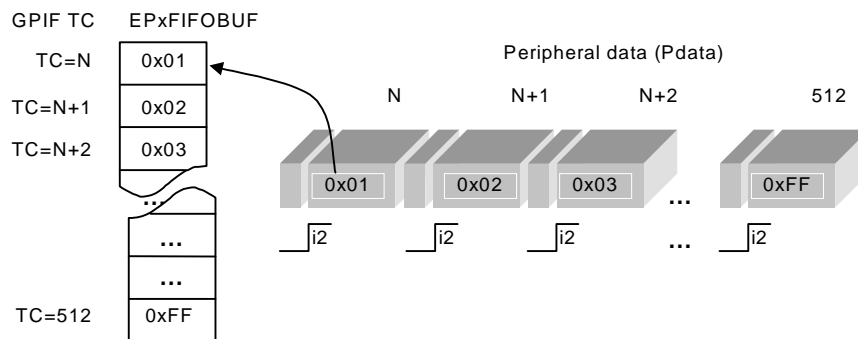 GPIF TC EPxFIFOBUF
TC=N 0x01
Peripheral data (Pdata)
N N+1 N+2 512
TC=N+1 0x02
TC=N+2 0x03
0x01 0x02 0x03 ... 0xFF
...
i2 i2 i2 ... i2
...
...
TC=512 0xFF